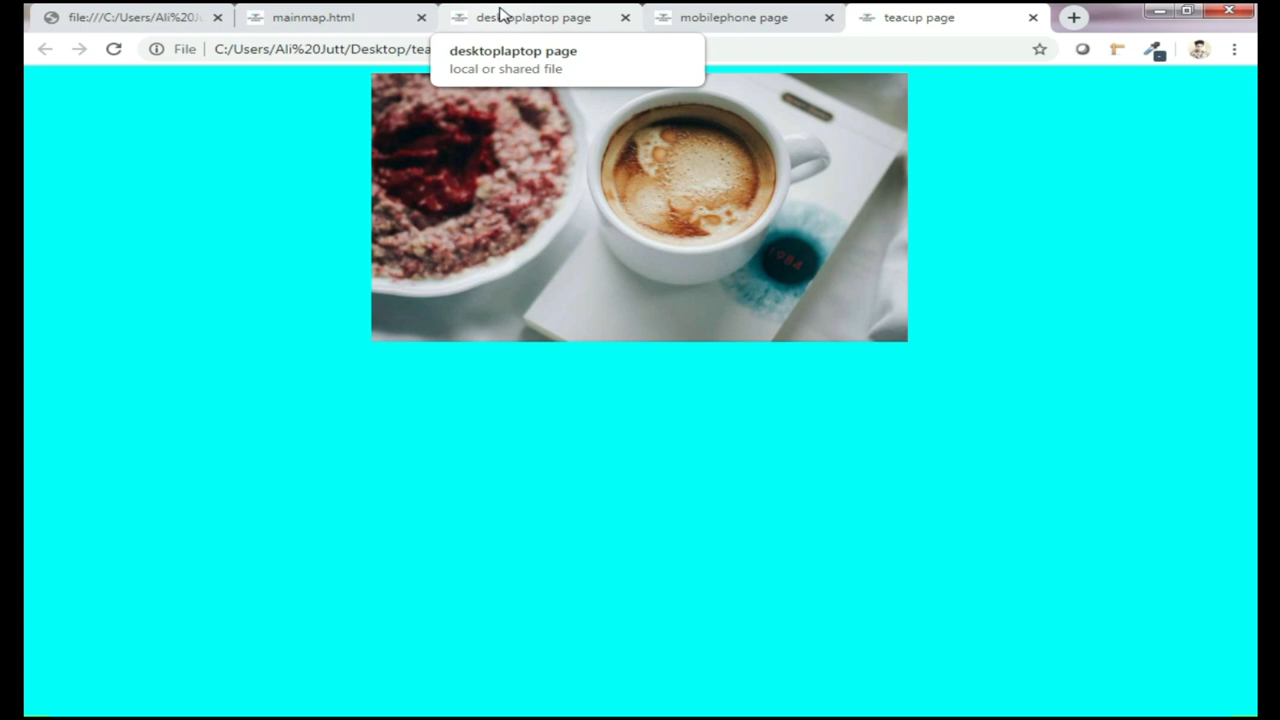 file:///C:/Users/Ali%20J
mainmap.html
desktoplaptop page
mobilephone page
teacup page
File
C:/Users/Ali%20Jutt/Desktop/tea
desktoplaptop page
local or shared file
1984